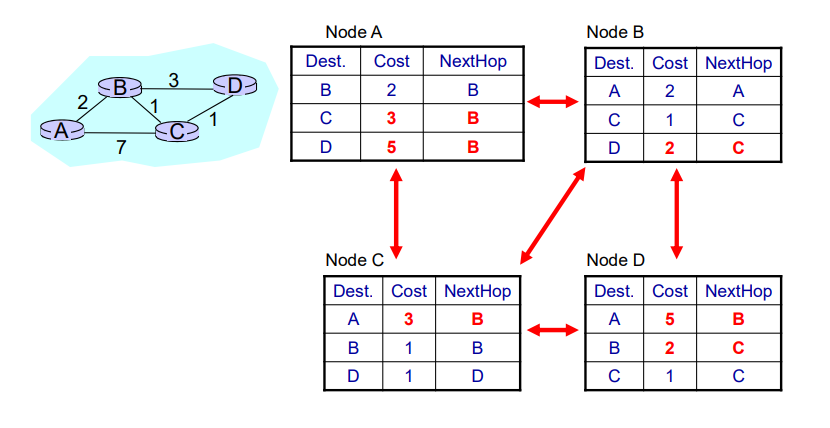 Node A
Dest. Cost NextHop
B 2 B
C 3 B
D 5 B
Node B
Dest. Cost NextHop
A 2 A
C 1 C
D 2 C
B 3 D
2 1 1
A 7 C
Node C
Dest. Cost NextHop
A 3 B
B 1 B
D 1 D
Node D
Dest. Cost NextHop
A 5 B
B 2 C
C 1 C